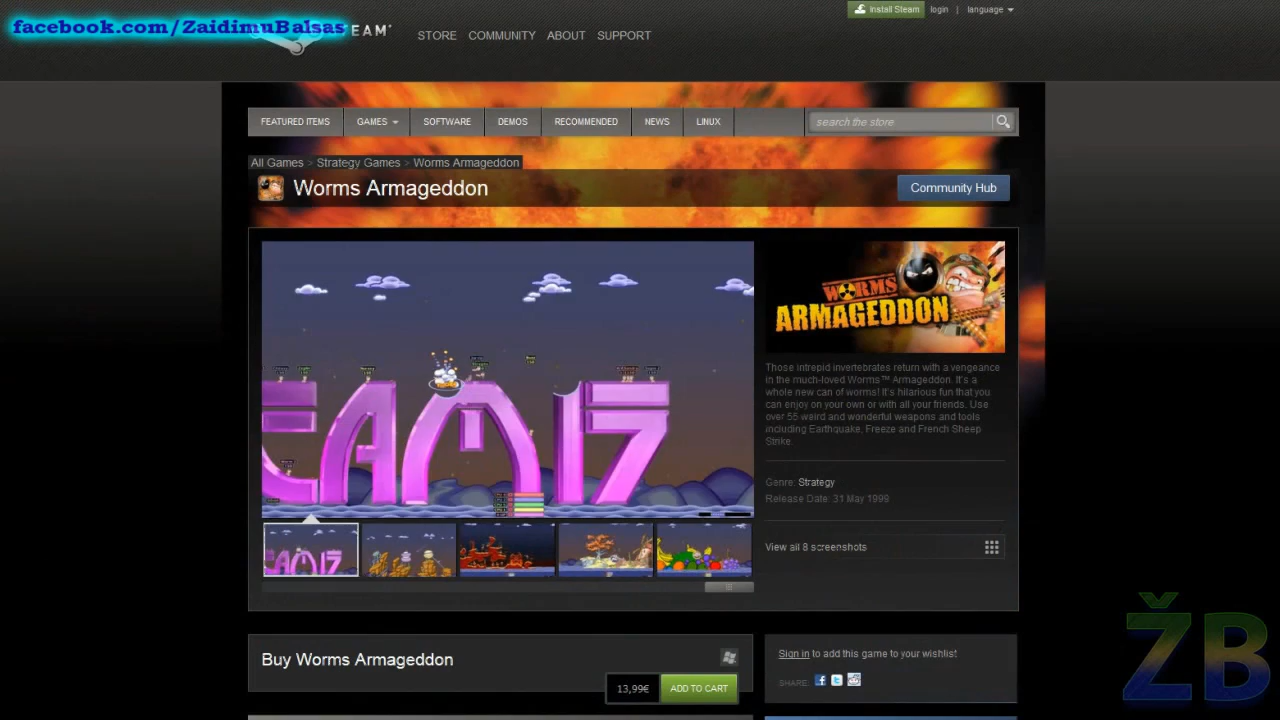 Install Steam login | language
facebook.com/ZaidimuBalsas
EAM
STORE COMMUNITY ABOUT SUPPORT
FEATURED ITEMS GAMES SOFTWARE DEMOS RECOMMENDED NEWS LINUX search the store
All Games > Strategy Games > Worms Armageddon
Worms Armageddon
Community Hub
WORMS
ARMAGEDDON
Those intrepid invertebrates return with a vengeance
in the much-loved Worms™ Armageddon. It's a
whole new can of worms! It's hilarious fun that you
can enjoy on your own or with all your friends. Use
over 55 weird and wonderful weapons and tools
including Earthquake, Freeze and French Sheep
Strike.
Genre: Strategy
Release Date: 31 May 1999
View all 8 screenshots
Buy Worms Armageddon
13,99€ ADD TO CART
Sign in to add this game to your wishlist!
SHARE:
ŽB